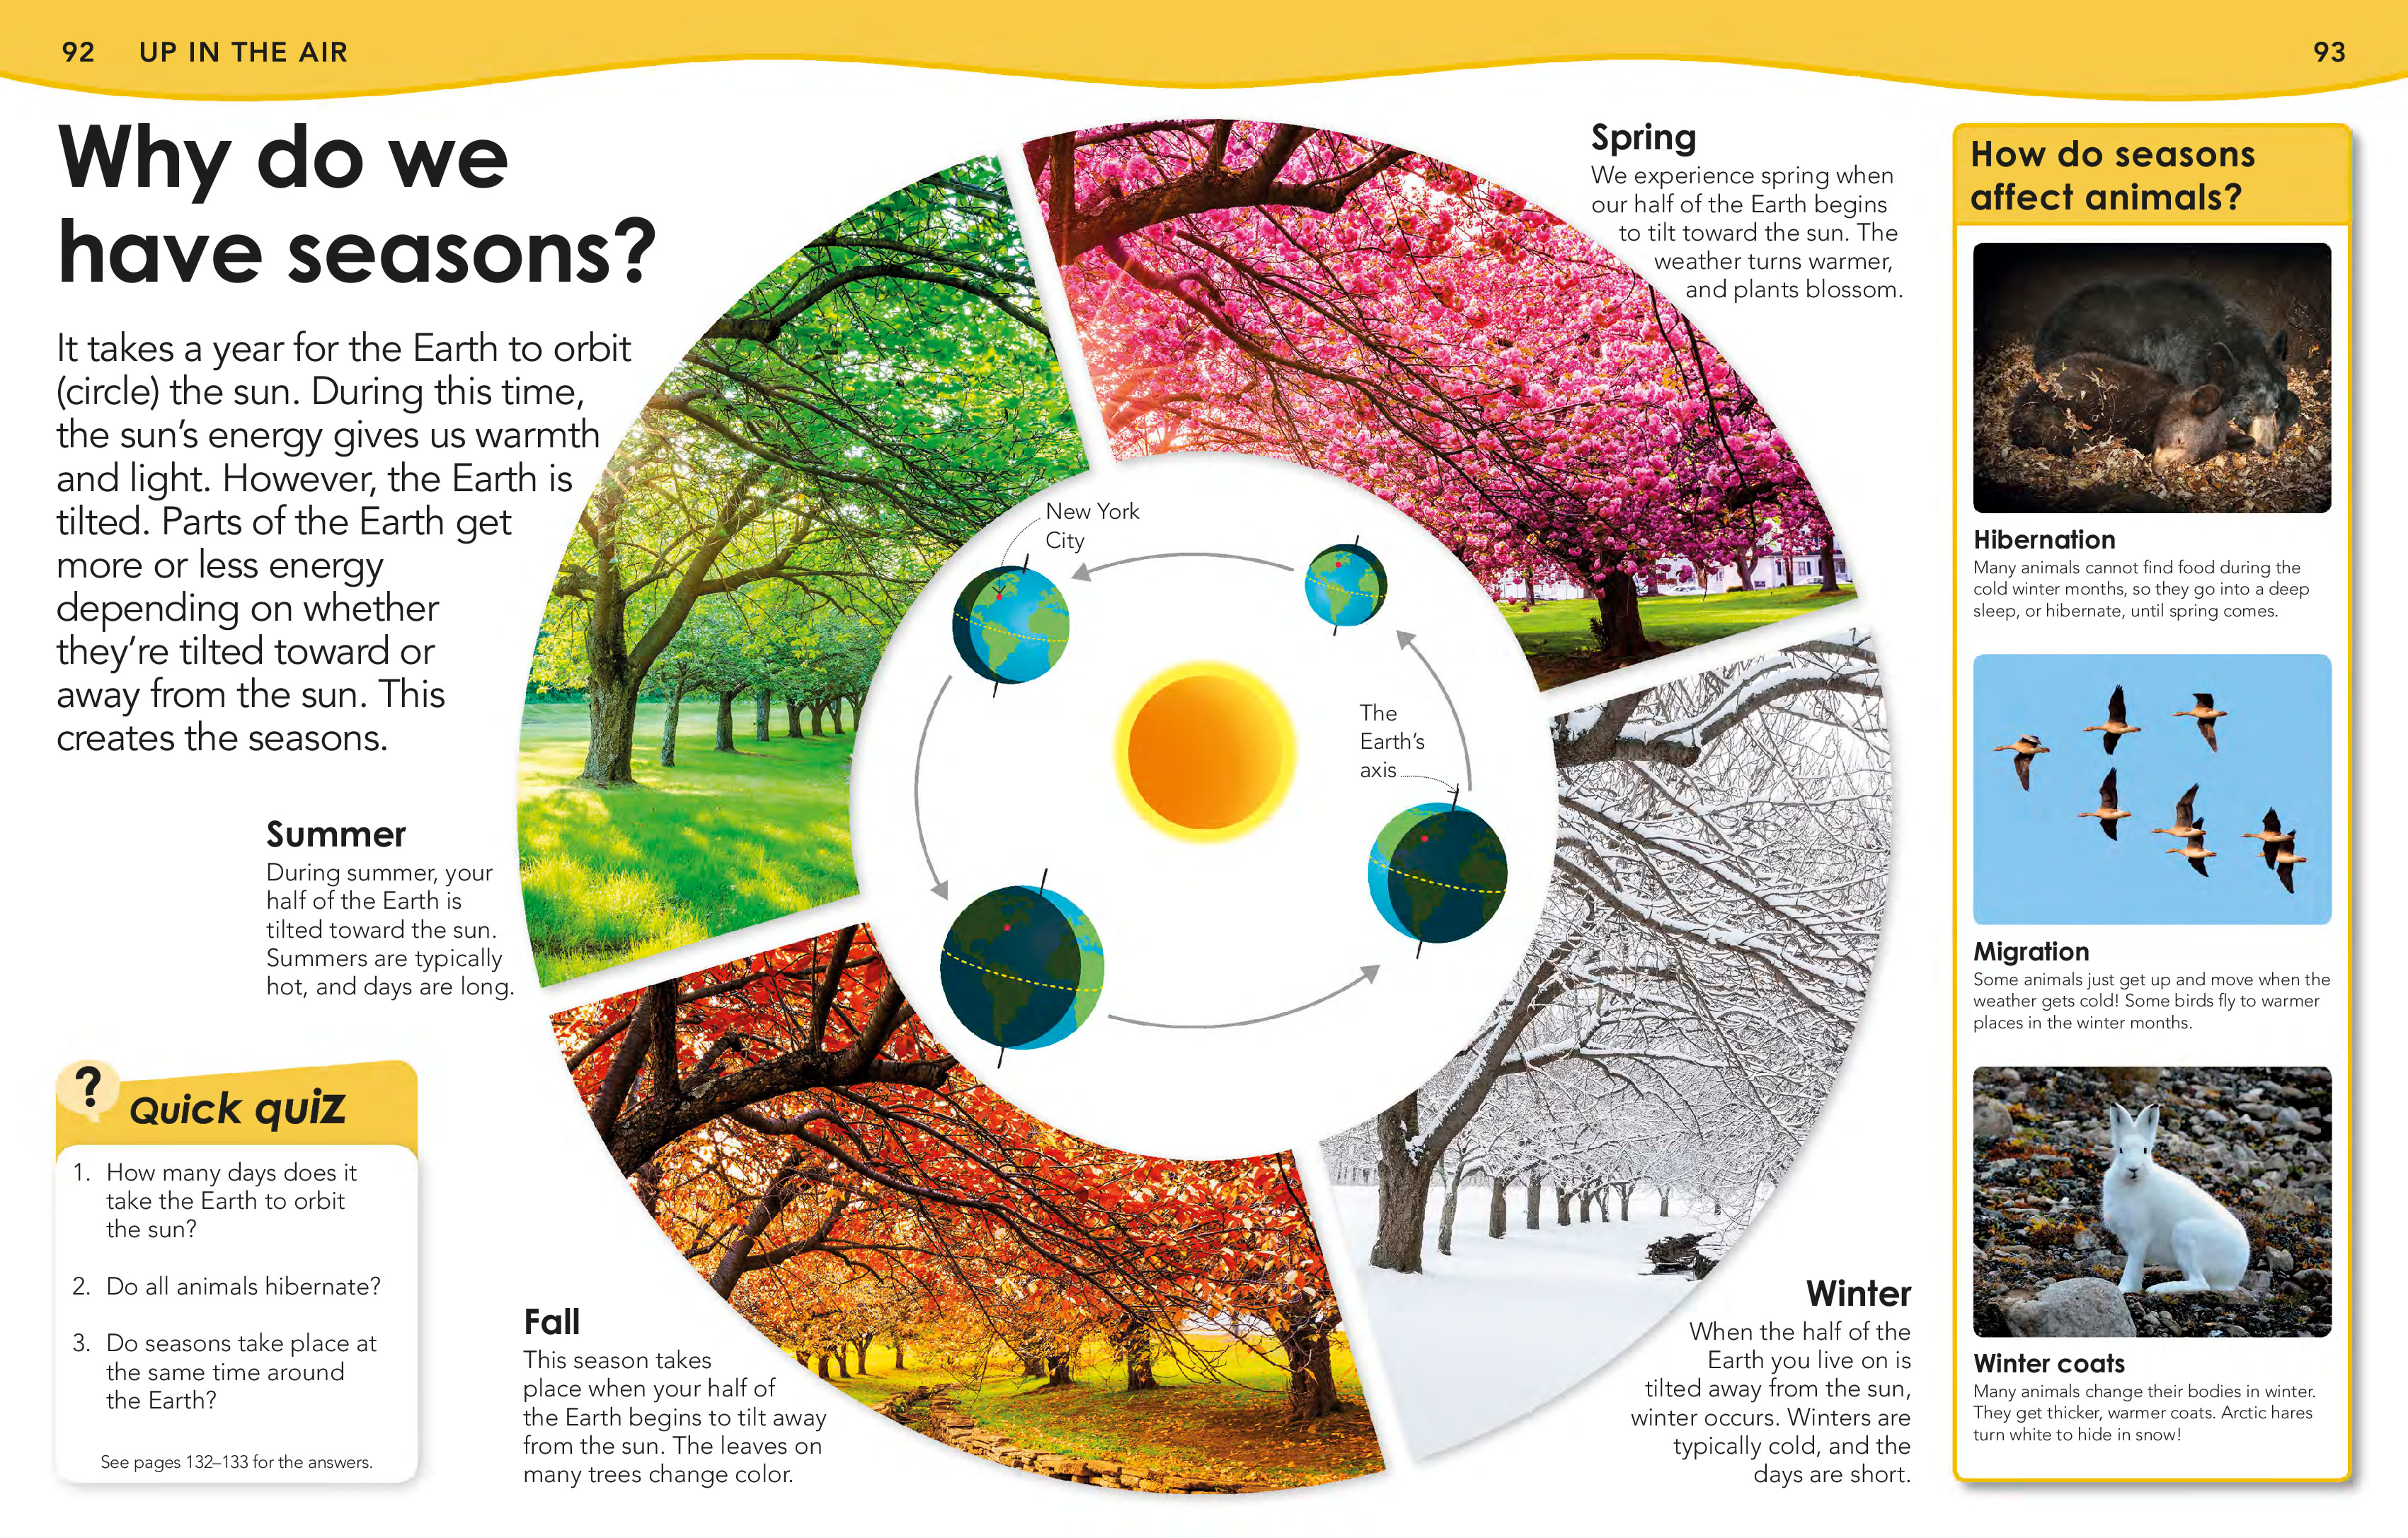 92 UP IN THE AIR
93
Why do we
have seasons?
It takes a year for the Earth to orbit
(circle) the sun. During this time,
the sun's energy gives us warmth
and light. However, the Earth is
tilted. Parts of the Earth get
more or less energy
depending on whether
they're tilted toward or
away from the sun. This
creates the seasons.
Summer
During summer, your
half of the Earth is
tilted toward the sun.
Summers are typically
hot, and days are long.
? Quick quiz
1. How many days does it
take the Earth to orbit
the sun?
2. Do all animals hibernate?
3. Do seasons take place at
the same time around
the Earth?
See pages 132–133 for the answers.
Spring
We experience spring when
our half of the Earth begins
to tilt toward the sun. The
weather turns warmer,
and plants blossom.
New York
City
The
Earth's
axis
Fall
This season takes
place when your half of
the Earth begins to tilt away
from the sun. The leaves on
many trees change color.
Winter
When the half of the
Earth you live on is
tilted away from the sun,
winter occurs. Winters are
typically cold, and the
days are short.
How do seasons
affect animals?
Hibernation
Many animals cannot find food during the
cold winter months, so they go into a deep
sleep, or hibernate, until spring comes.
Migration
Some animals just get up and move when the
weather gets cold! Some birds fly to warmer
places in the winter months.
Winter coats
Many animals change their bodies in winter.
They get thicker, warmer coats. Arctic hares
turn white to hide in snow!